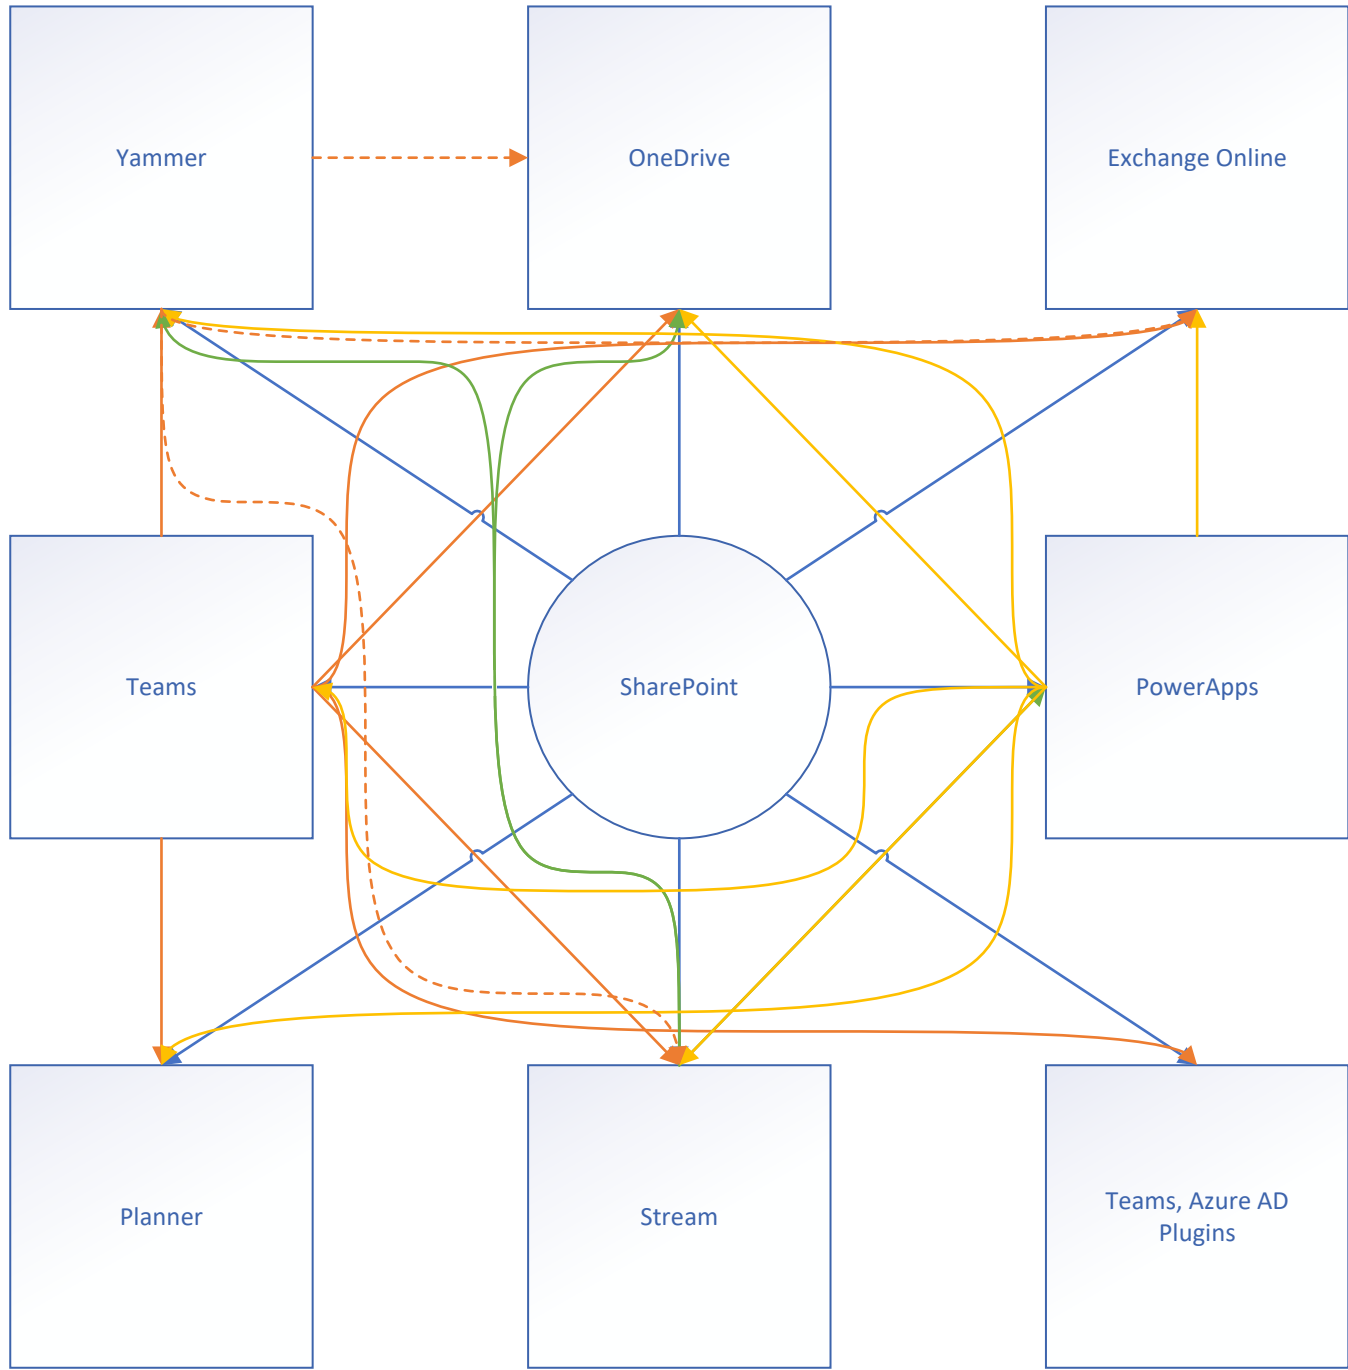 Yammer
OneDrive
Exchange Online
Teams
SharePoint
PowerApps
Planner
Stream
Teams, Azure AD
Plugins